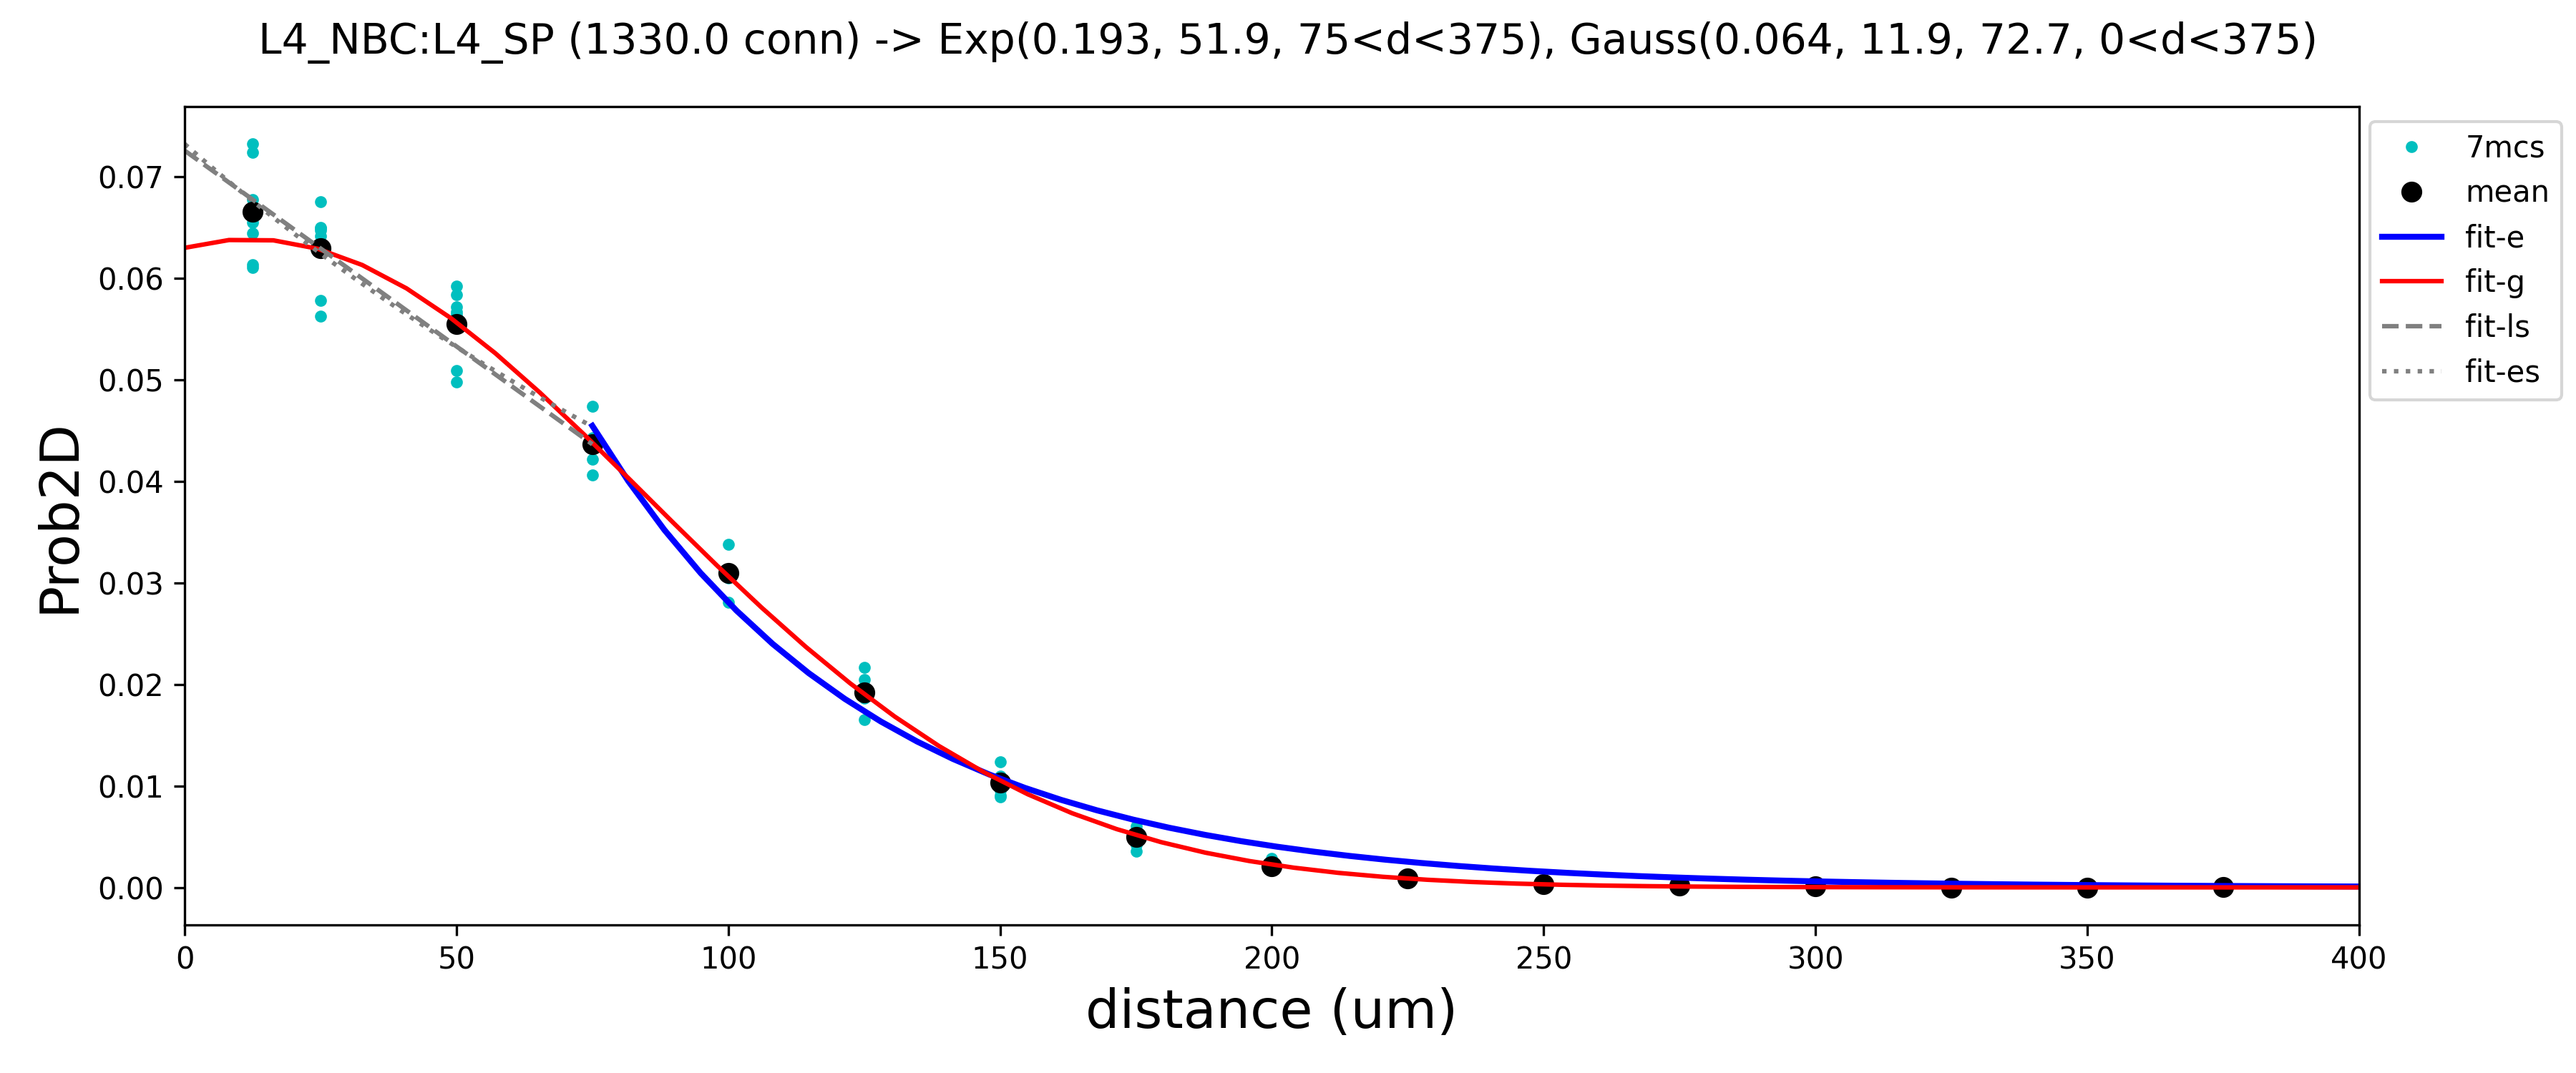 L4_NBC:L4_SP (1330.0 conn) -> Exp(0.193, 51.9, 75<d<375), Gauss(0.064, 11.9, 72.7, 0<d<375)
7mcs
mean
fit-e
fit-g
fit-ls
fit-es
Prob2D
0.07
0.06
0.05
0.04
0.03
0.02
0.01
0.00
0 50 100 150 200 250 300 350 400
distance (um)